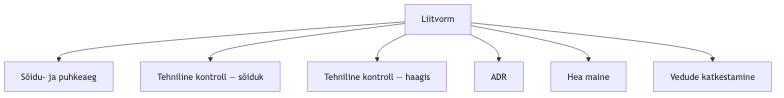 Liitvorm
Sõidu- ja puhkeaeg
Tehniline kontroll – sõiduk
Tehniline kontroll – haagis
ADR
Hea maine
Vedude katkestamine